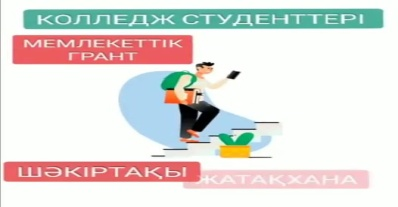 КОЛЛЕДЖ СТУДЕНТТЕРІ
МЕМЛЕКЕТТІК
ГРАНТ
ШӘКІРТАҚЫ
ЖАТАҚХАНА